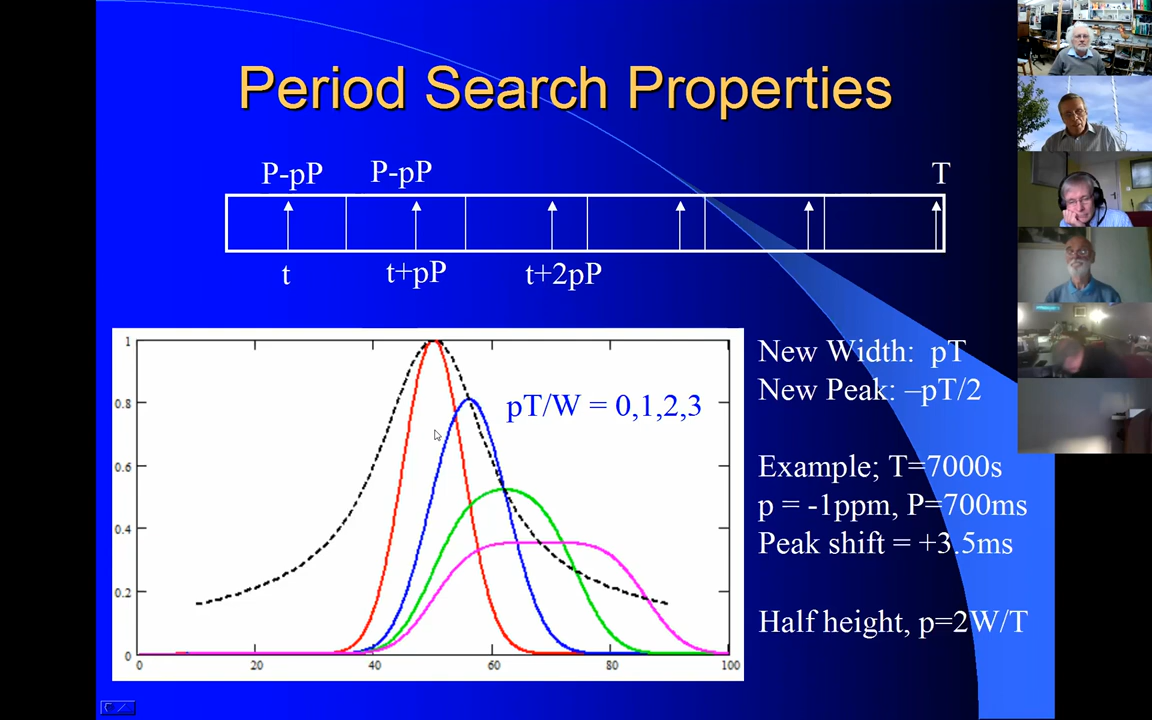 Period Search Properties
P-pP P-pP T
t t+pP t+2pP
pT/W = 0,1,2,3
1
0.8
0.6
0.4
0.2
0
0 20 40 60 80 100
New Width: pT
New Peak: –pT/2
Example; T=7000s
p = -1ppm, P=700ms
Peak shift = +3.5ms
Half height, p=2W/T